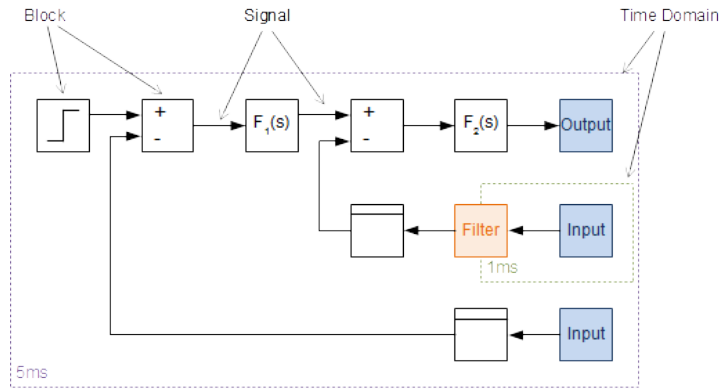 Block
Signal
Time Domain
+
-
F1(s)
+
-
F2(s)
Output
Filter
Input
1ms
Input
5ms